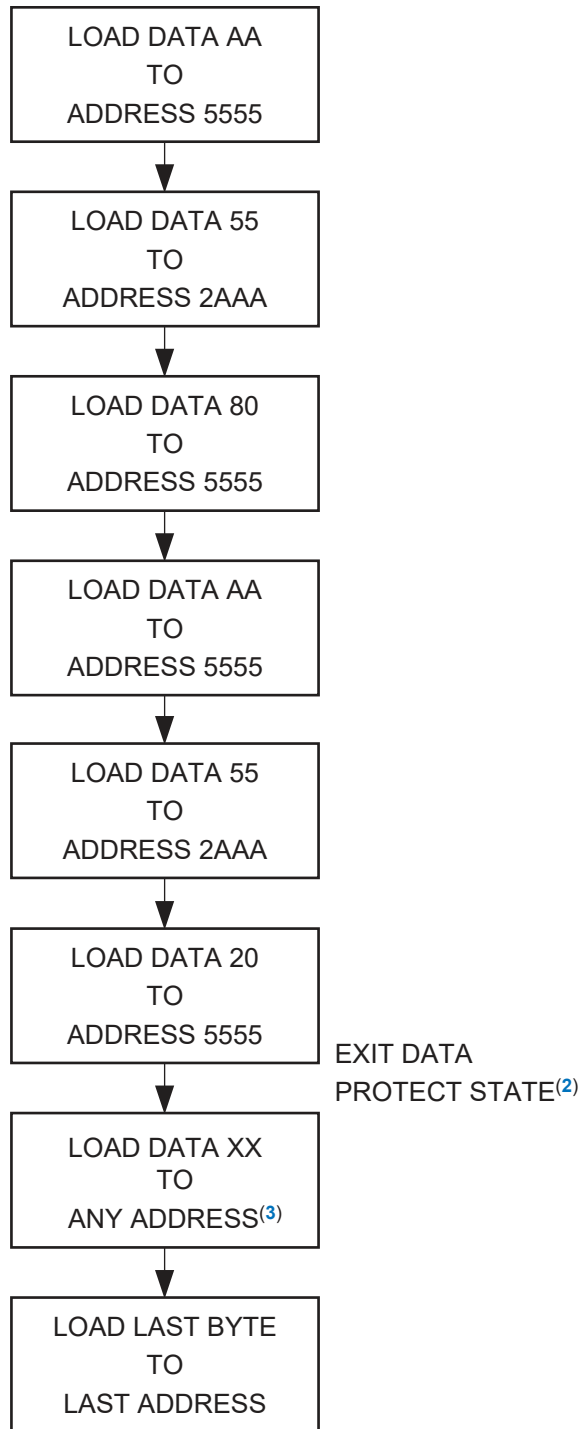 LOAD DATA AA
TO
ADDRESS 5555
LOAD DATA 55
TO
ADDRESS 2AAA
LOAD DATA 80
TO
ADDRESS 5555
LOAD DATA AA
TO
ADDRESS 5555
LOAD DATA 55
TO
ADDRESS 2AAA
LOAD DATA 20
TO
ADDRESS 5555
EXIT DATA
PROTECT STATE(2)
LOAD DATA XX
TO
ANY ADDRESS(3)
LOAD LAST BYTE
TO
LAST ADDRESS